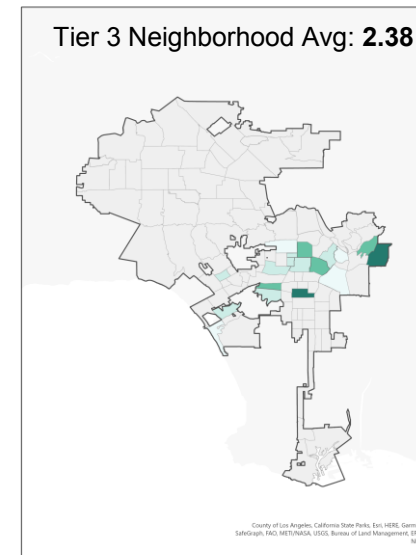 Tier 3 Neighborhood Avg: 2.38
County of Los Angeles, California State Parks, Esri, HERE, Garm
SafeGraph, FAO, METI/NASA, USGS, Bureau of Land Management, EP
N